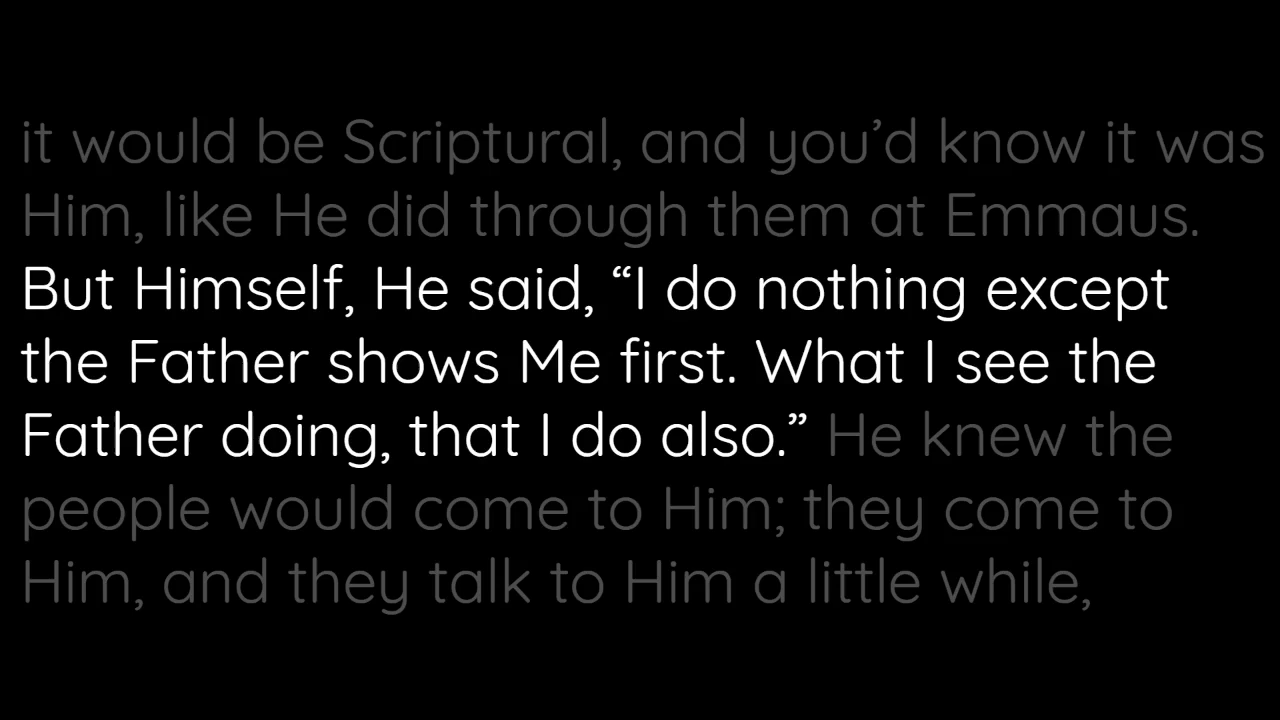 it would be Scriptural, and you’d know it was
Him, like He did through them at Emmaus.
But Himself, He said, “I do nothing except
the Father shows Me first. What I see the
Father doing, that I do also.” He knew the
people would come to Him; they come to
Him, and they talk to Him a little while,